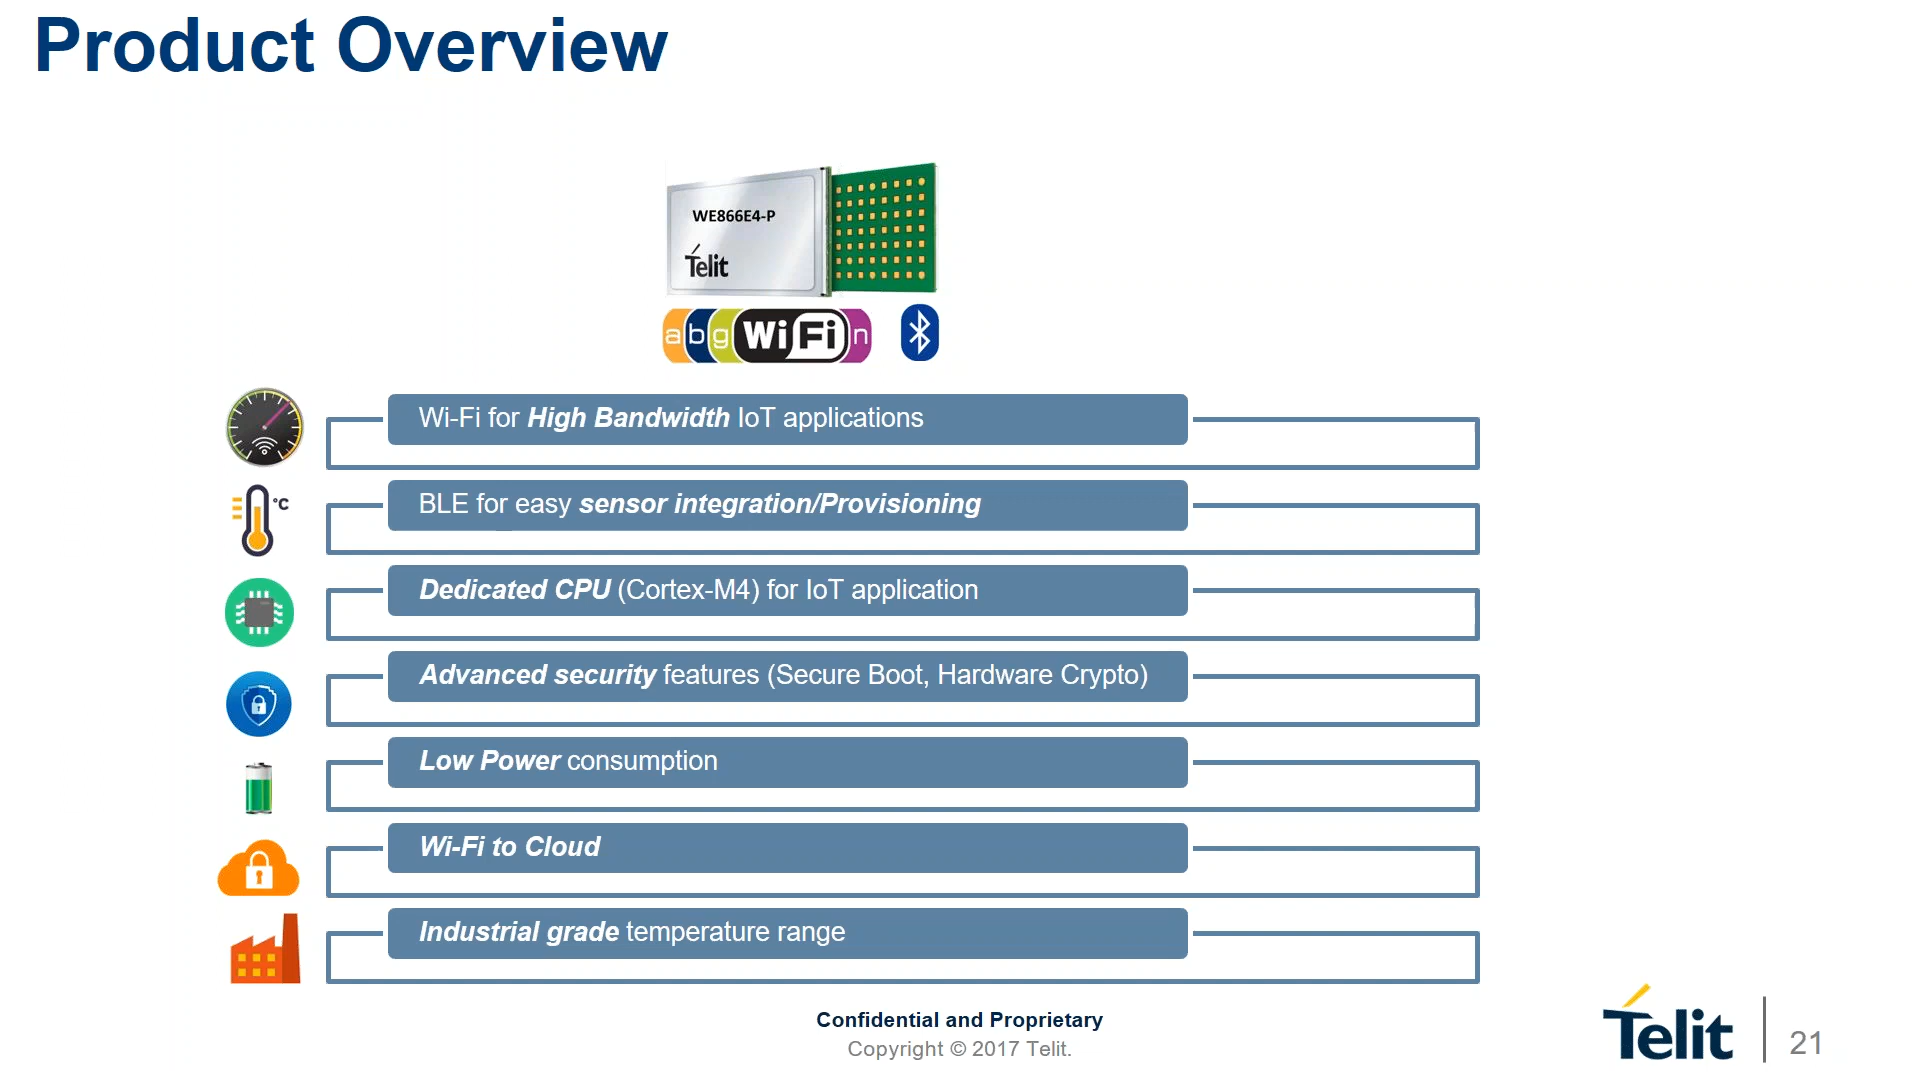 Product Overview
WE866E4-P
Telit
a b g WiFi n
Wi-Fi for High Bandwidth IoT applications
°C
BLE for easy sensor integration/Provisioning
Dedicated CPU (Cortex-M4) for IoT application
Advanced security features (Secure Boot, Hardware Crypto)
Low Power consumption
Wi-Fi to Cloud
Industrial grade temperature range
Confidential and Proprietary
Copyright © 2017 Telit.
Telit
21